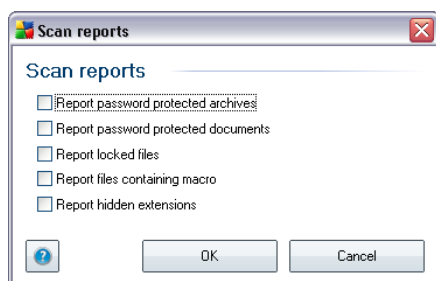 Scan reports
Scan reports
Report password protected archives
Report password protected documents
Report locked files
Report files containing macro
Report hidden extensions
?
OK
Cancel